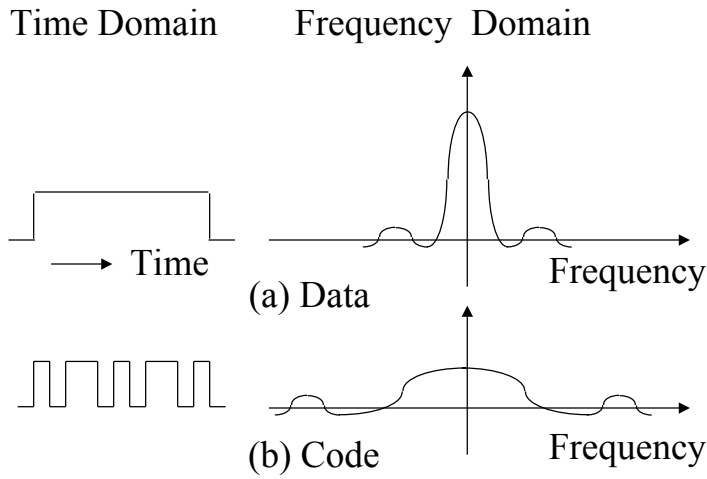 Time Domain
Frequency Domain
Time
Frequency
(a) Data
Frequency
(b) Code